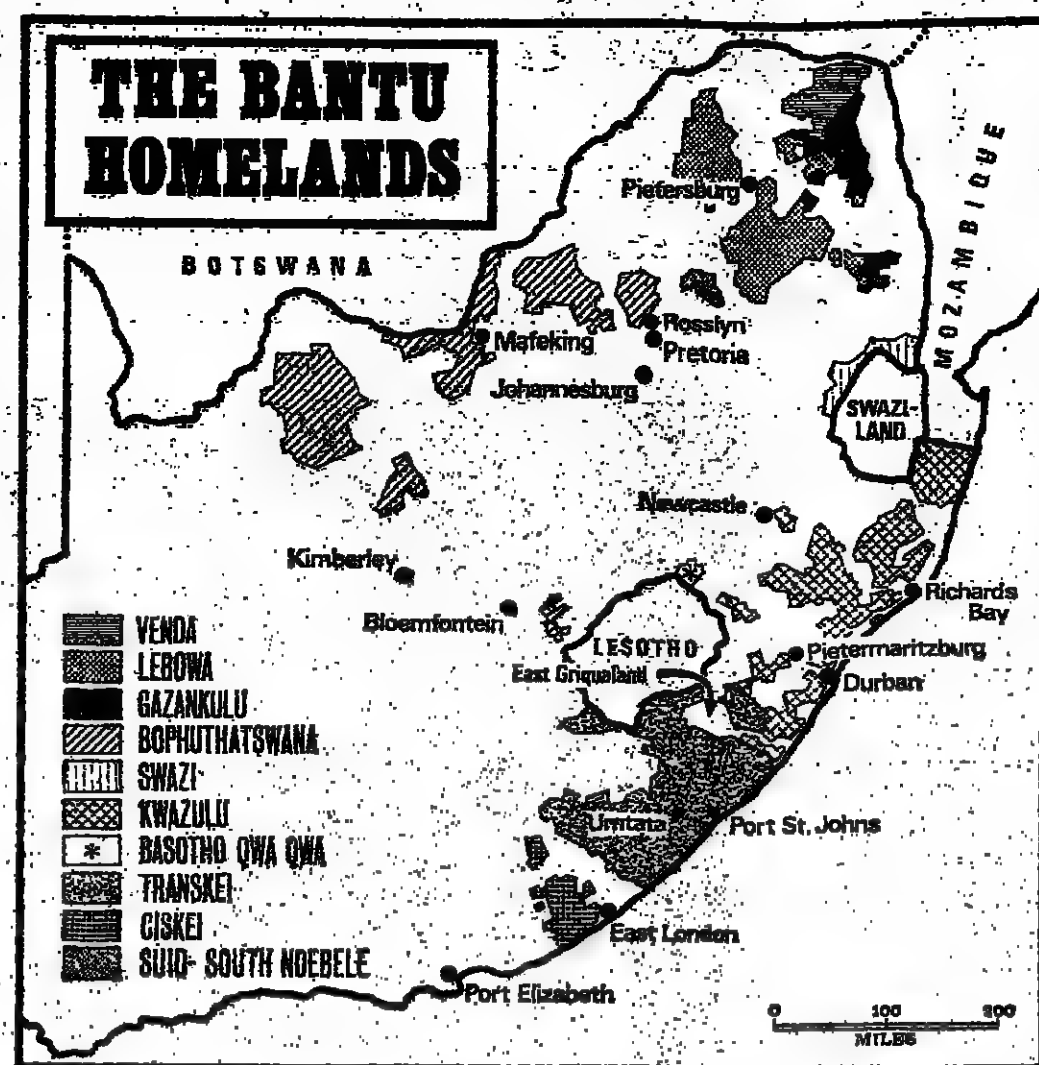 THE BANTU
HOMELANDS
BOTSWANA
MOZAMBIQUE
Pietersburg
Rosslyn
Pretoria
Mafeking
Johannesburg
SWAZI-
LAND
Newcastle
Kimberley
Richards
Bay
Bloemfontein
LESOTHO
Pietermaritzburg
East Griqualand
Durban
Umtata
Port St. Johns
East London
Port Elizabeth
VENDA
LEBOWA
GAZANKULU
BOPHUTHATSWANA
SWAZI
KWAZULU
* BASOTHO QWA QWA
TRANSKEI
CISKEI
SUID- SOUTH NDEBELE
0 100 200
MILES